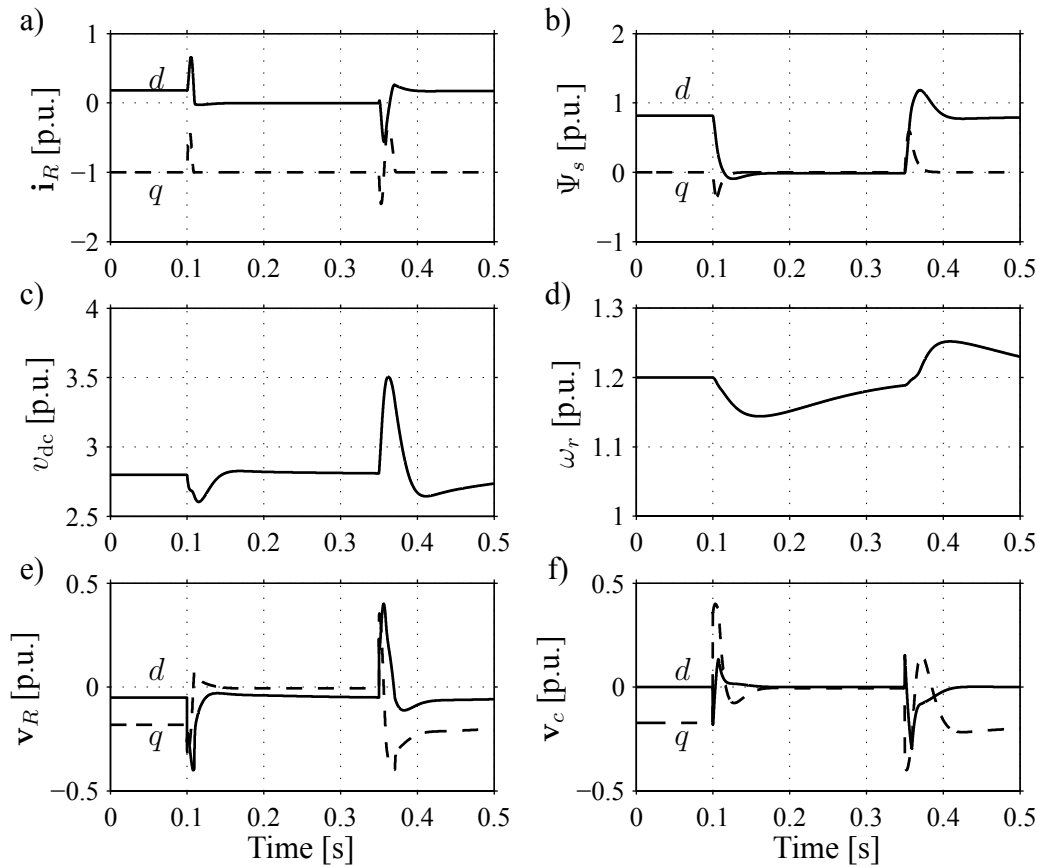 a)
i_R [p.u.]
1
0
−1
−2
d
q
0
0.1
0.2
0.3
0.4
0.5
b)
Ψ_s [p.u.]
2
1
0
−1
d
q
0
0.1
0.2
0.3
0.4
0.5
c)
v_dc [p.u.]
4
3.5
3
2.5
0
0.1
0.2
0.3
0.4
0.5
d)
ω_r [p.u.]
1.3
1.2
1.1
1
0
0.1
0.2
0.3
0.4
0.5
e)
v_R [p.u.]
0.5
0
−0.5
d
q
0
0.1
0.2
0.3
0.4
0.5
Time [s]
f)
v_c [p.u.]
0.5
0
−0.5
d
q
0
0.1
0.2
0.3
0.4
0.5
Time [s]